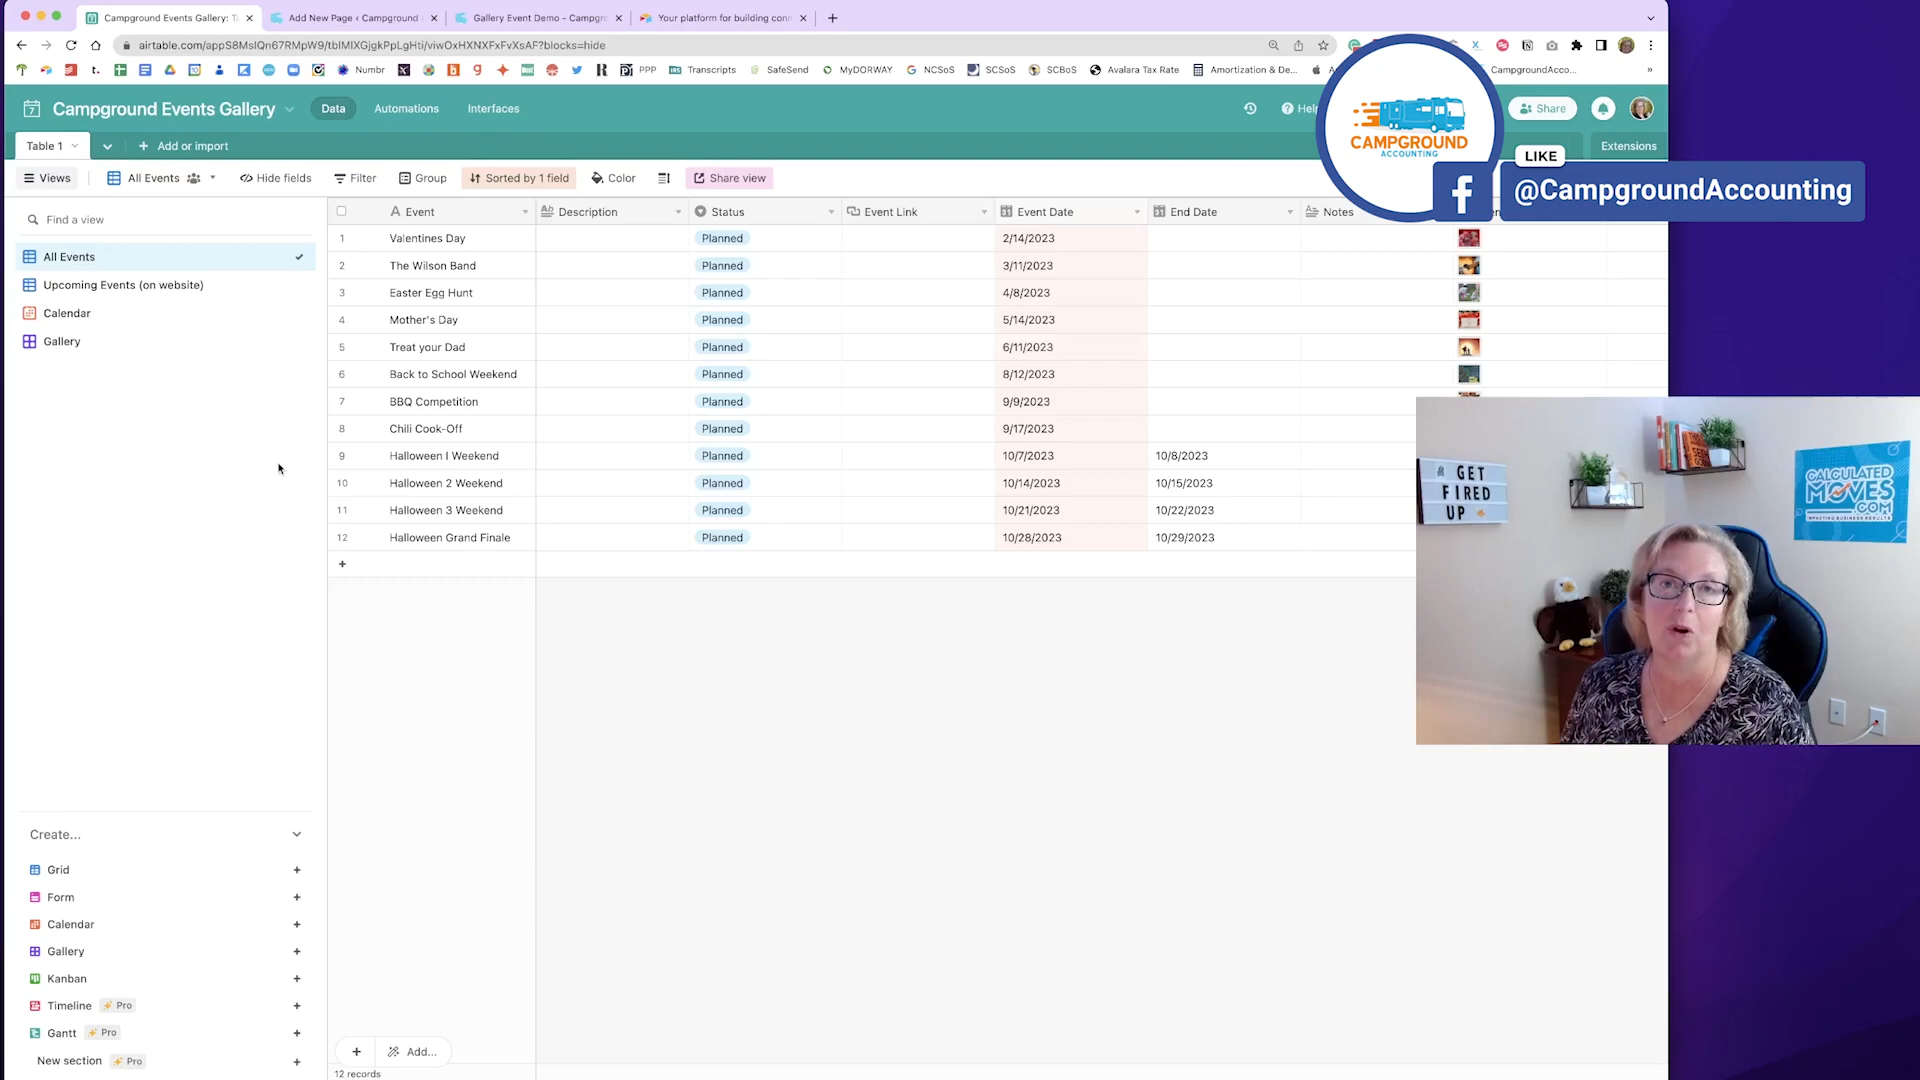 Campground Events Gallery: T
Add New Page ‹ Campground
Gallery Event Demo - Campgr
Your platform for building conn
airtable.com/appS8MsIQn67RMpW9/tblMIXGjgkPpLgHti/viwOxHXNXFxFvXsAF?blocks=hide
Numbr
PPP
Transcripts
SafeSend
MyDORWAY
NCSoS
SCSoS
SCBoS
Avalara Tax Rate
Amortization & De...
CampgroundAcco...
Campground Events Gallery
Data
Automations
Interfaces
Help
Share
Table 1
Add or import
Extensions
Views
All Events
Hide fields
Filter
Group
Sorted by 1 field
Color
Share view
CAMPGROUND
ACCOUNTING
LIKE
@CampgroundAccounting
Find a view
All Events
Upcoming Events (on website)
Calendar
Gallery
Event Description Status Event Link Event Date End Date Notes
1 Valentines Day Planned 2/14/2023
2 The Wilson Band Planned 3/11/2023
3 Easter Egg Hunt Planned 4/8/2023
4 Mother's Day Planned 5/14/2023
5 Treat your Dad Planned 6/11/2023
6 Back to School Weekend Planned 8/12/2023
7 BBQ Competition Planned 9/9/2023
8 Chili Cook-Off Planned 9/17/2023
9 Halloween I Weekend Planned 10/7/2023 10/8/2023
10 Halloween 2 Weekend Planned 10/14/2023 10/15/2023
11 Halloween 3 Weekend Planned 10/21/2023 10/22/2023
12 Halloween Grand Finale Planned 10/28/2023 10/29/2023
GET
FIRED
UP
CALCULATED
MOVES
.COM
IMPACTING BUSINESS RESULTS
Create...
Grid
Form
Calendar
Gallery
Kanban
Timeline Pro
Gantt Pro
New section Pro
Add...
12 records